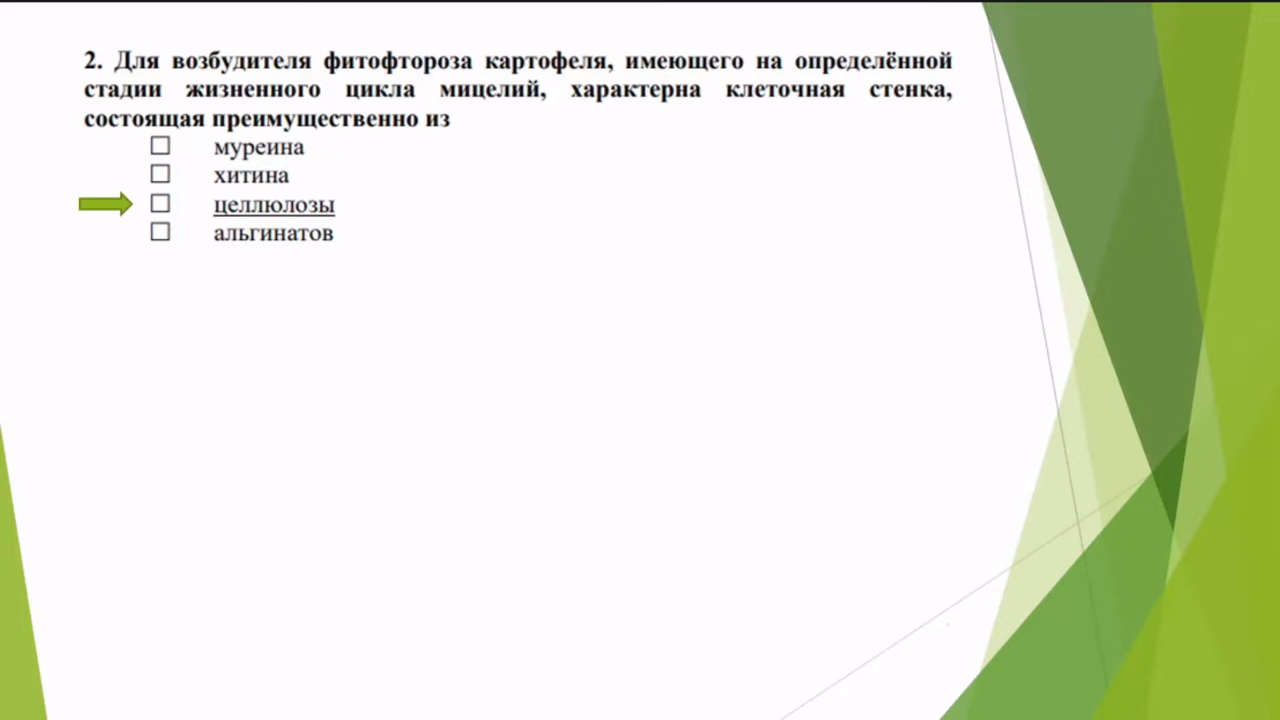 2. Для возбудителя фитофтороза картофеля, имеющего на определённой
стадии жизненного цикла мицелий, характерна клеточная стенка,
состоящая преимущественно из
муреина
хитина
целлюлозы
альгинатов